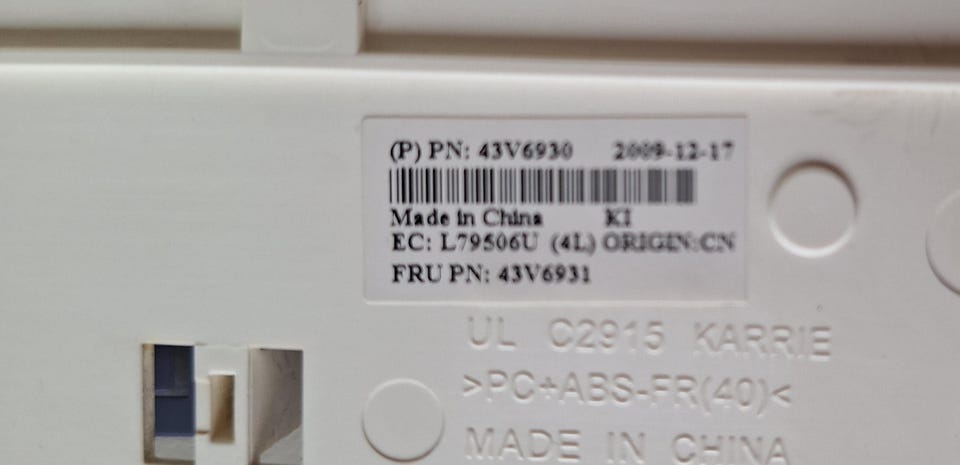 (P) PN: 43V6930 2009-12-17
Made in China KI
EC: L79506U (4L) ORIGIN:CN
FRU PN: 43V6931
UL C2915 KARRIE
>PC+ABS-FR(40)<
MADE IN CHINA